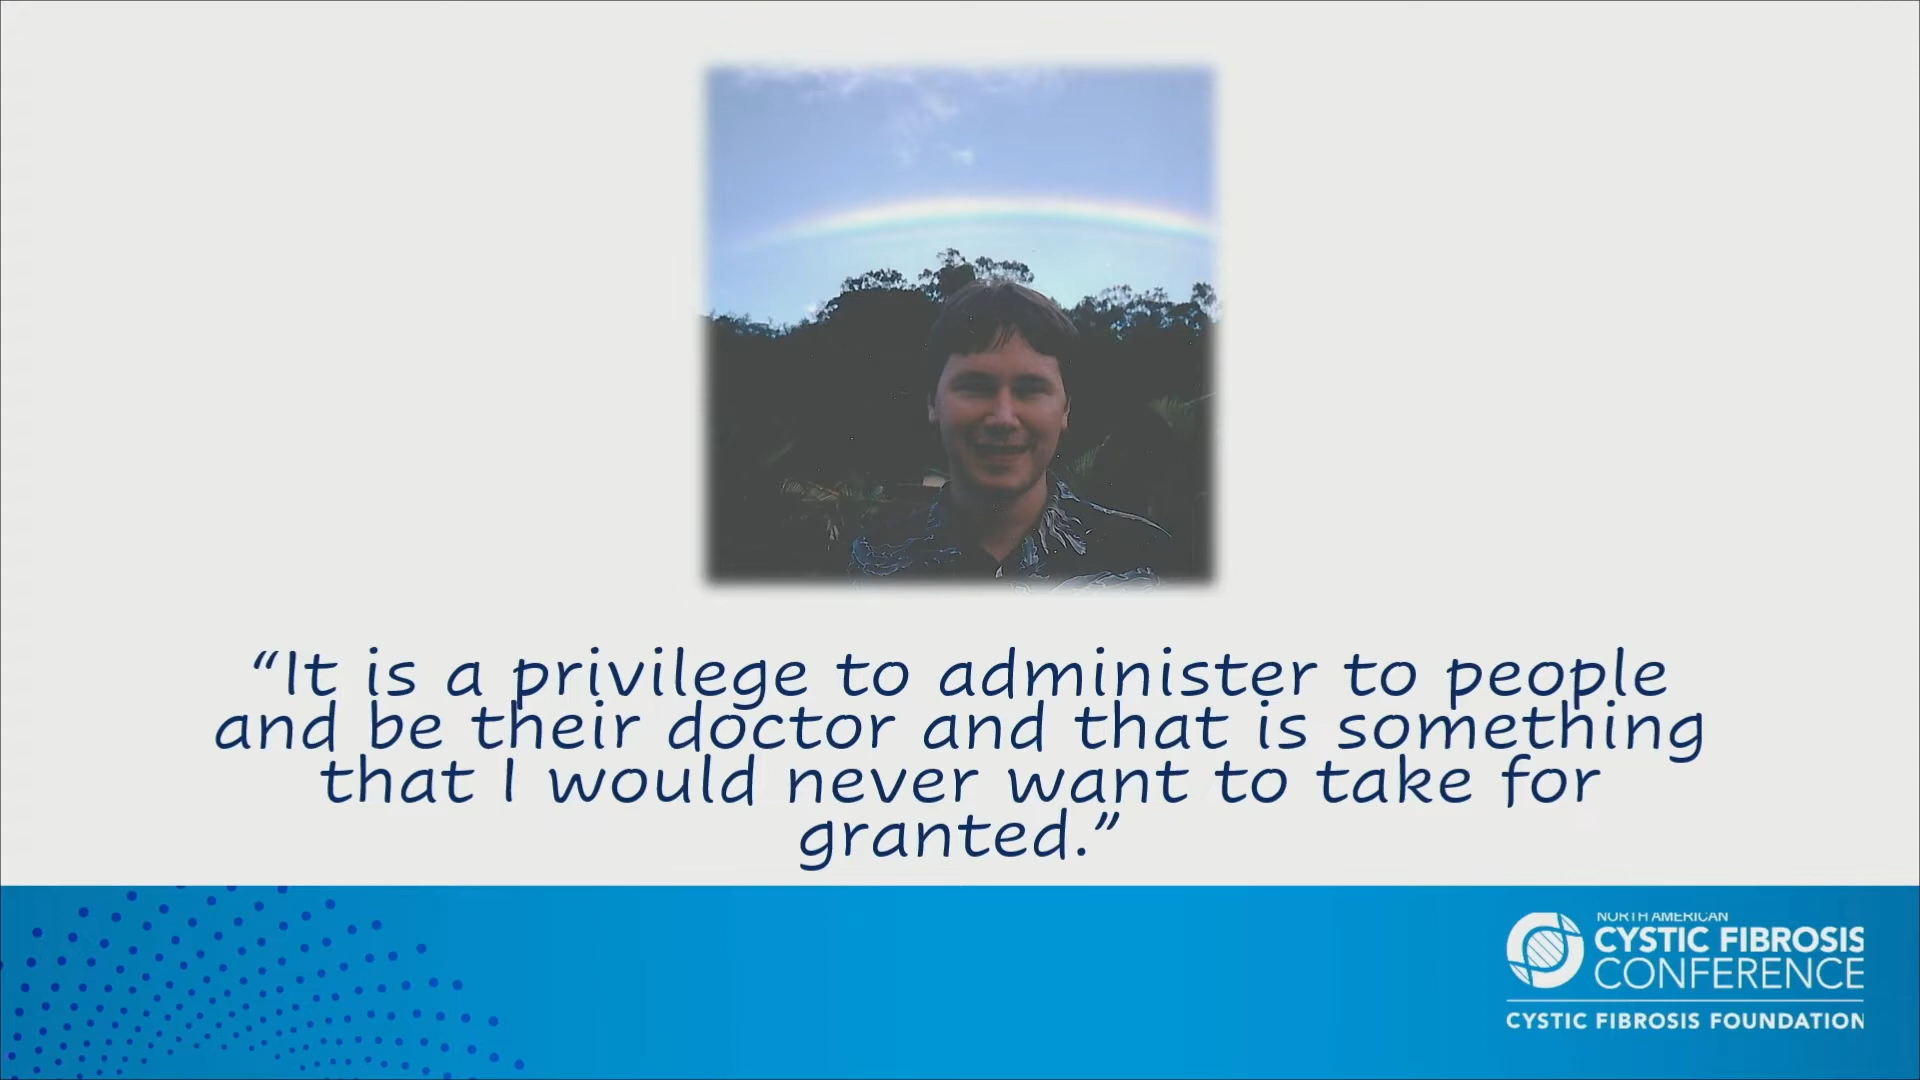 “It is a privilege to administer to people
and be their doctor and that is something
that I would never want to take for
granted.”
NORTH AMERICAN
CYSTIC FIBROSIS
CONFERENCE
CYSTIC FIBROSIS FOUNDATION